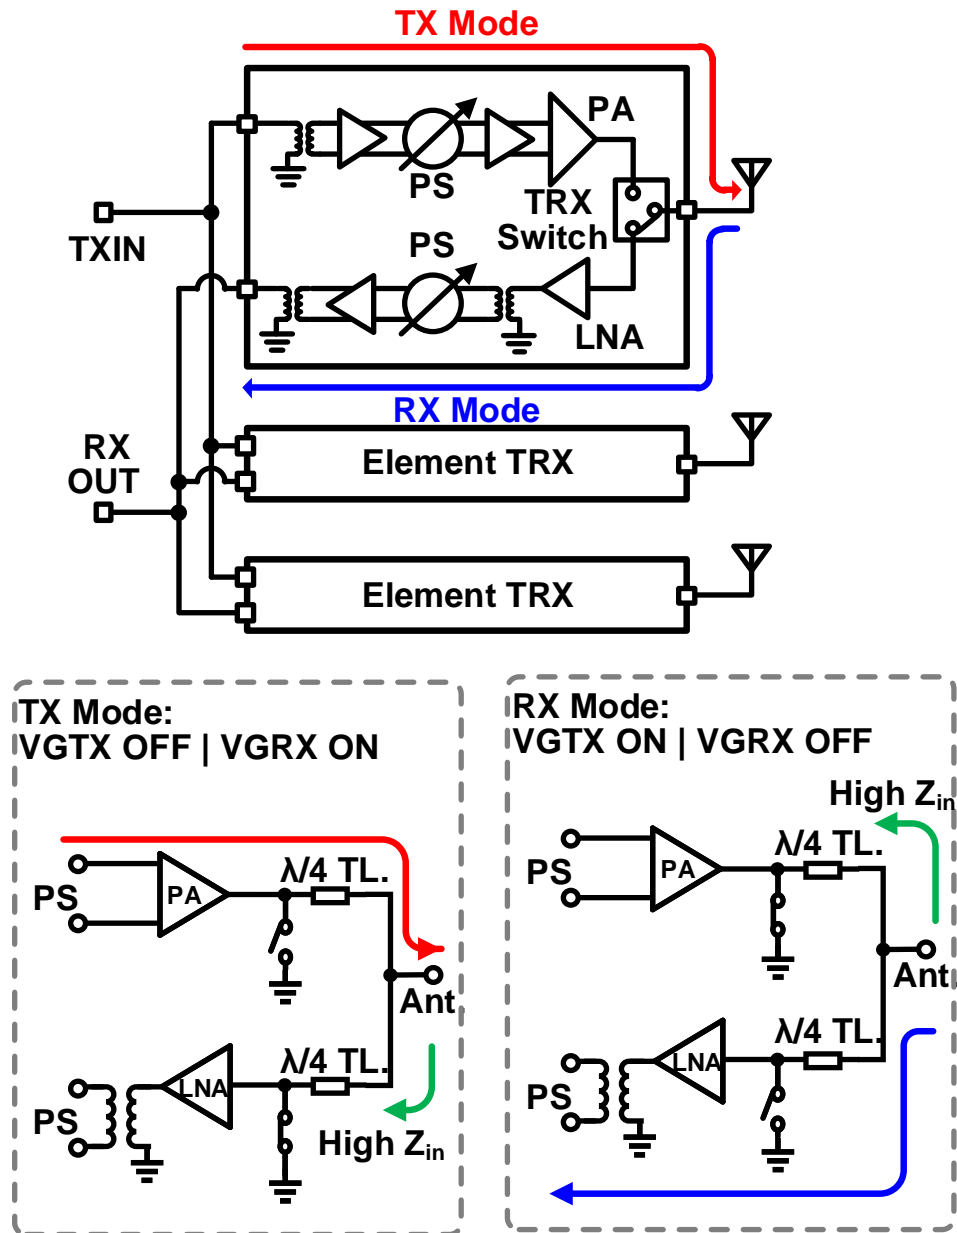 TX Mode
PA
PS
TRX
Switch
TXIN
PS
LNA
RX Mode
RX
OUT
Element TRX
Element TRX
TX Mode:
VGTX OFF | VGRX ON
λ/4 TL.
PS
PA
Ant.
λ/4 TL.
LNA
PS
High Zin
RX Mode:
VGTX ON | VGRX OFF
High Zin
λ/4 TL.
PS
PA
Ant.
λ/4 TL.
LNA
PS